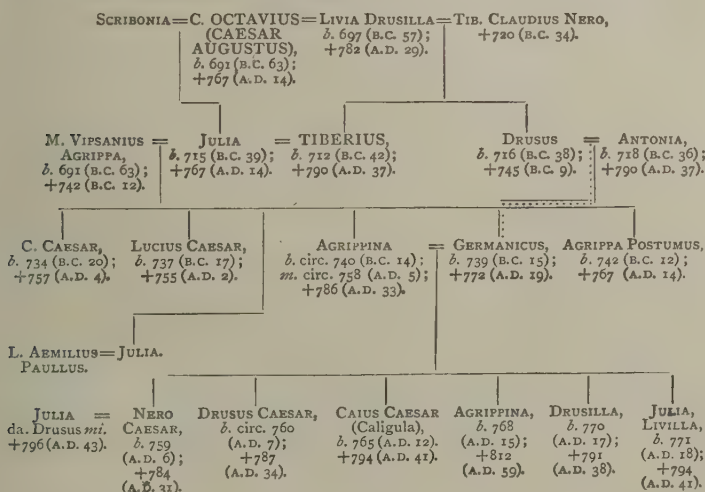 SCRIBONIA=C. OCTAVIUS=LIVIA DRUSILLA=TIB. CLAUDIUS NERO,
(CAESAR b. 697 (B.C. 57); +720 (B.C. 34).
AUGUSTUS), +782 (A.D. 29).
b. 691 (B.C. 63);
+767 (A.D. 14).
M. VIPSANIUS = JULIA = TIBERIUS, DRUSUS = ANTONIA,
AGRIPPA, b. 715 (B.C. 39); b. 712 (B.C. 42); b. 716 (B.C. 38); b. 718 (B.C. 36);
b. 691 (B.C. 63); +767 (A.D. 14). +790 (A.D. 37). +745 (B.C. 9). +790 (A.D. 37).
+742 (B.C. 12).
C. CAESAR, LUCIUS CAESAR, AGRIPPINA = GERMANICUS, AGRIPPA POSTUMUS,
b. 734 (B.C. 20); b. 737 (B.C. 17); b. circ. 740 (B.C. 14); b. 739 (B.C. 15); b. 742 (B.C. 12);
+757 (A.D. 4). +755 (A.D. 2). m. circ. 758 (A.D. 5); +772 (A.D. 19). +767 (A.D. 14).
+786 (A.D. 33).
L. AEMILIUS=JULIA.
PAULLUS.
JULIA = NERO DRUSUS CAESAR, CAIUS CAESAR AGRIPPINA, DRUSILLA, JULIA,
da. Drusus mi. CAESAR, b. circ. 760 (Caligula), b. 768 b. 770 LIVILLA,
+796 (A.D. 43). b. 759 (A.D. 7); b. 765 (A.D. 12). (A.D. 15); (A.D. 17); b. 771
(A.D. 6); +787 +794 (A.D. 41). +812 +791 (A.D. 18);
+784 (A.D. 34). (A.D. 59). (A.D. 38). +794
(A.D. 31). (A.D. 41).